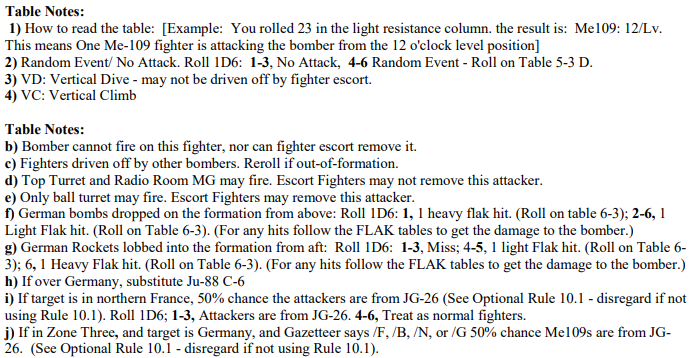 Table Notes:
1) How to read the table:  [Example:  You rolled 23 in the light resistance column. the result is:  Me109: 12/Lv.
This means One Me-109 fighter is attacking the bomber from the 12 o'clock level position]
2) Random Event/ No Attack. Roll 1D6:  1-3, No Attack,  4-6 Random Event - Roll on Table 5-3 D.
3) VD: Vertical Dive - may not be driven off by fighter escort.
4) VC: Vertical Climb
Table Notes:
b) Bomber cannot fire on this fighter, nor can fighter escort remove it.
c) Fighters driven off by other bombers. Reroll if out-of-formation.
d) Top Turret and Radio Room MG may fire. Escort Fighters may not remove this attacker.
e) Only ball turret may fire. Escort Fighters may remove this attacker.
f) German bombs dropped on the formation from above: Roll 1D6: 1, 1 heavy flak hit. (Roll on table 6-3); 2-6, 1
Light Flak hit. (Roll on Table 6-3). (For any hits follow the FLAK tables to get the damage to the bomber.)
g) German Rockets lobbed into the formation from aft:  Roll 1D6:  1-3, Miss; 4-5, 1 light Flak hit. (Roll on Table 6-
3); 6, 1 Heavy Flak hit. (Roll on Table 6-3). (For any hits follow the FLAK tables to get the damage to the bomber.)
h) If over Germany, substitute Ju-88 C-6
i) If target is in northern France, 50% chance the attackers are from JG-26 (See Optional Rule 10.1 - disregard if not
using Rule 10.1). Roll 1D6; 1-3, Attackers are from JG-26. 4-6, Treat as normal fighters.
j) If in Zone Three, and target is Germany, and Gazetteer says /F, /B, /N, or /G 50% chance Me109s are from JG-
26.  (See Optional Rule 10.1 - disregard if not using Rule 10.1).